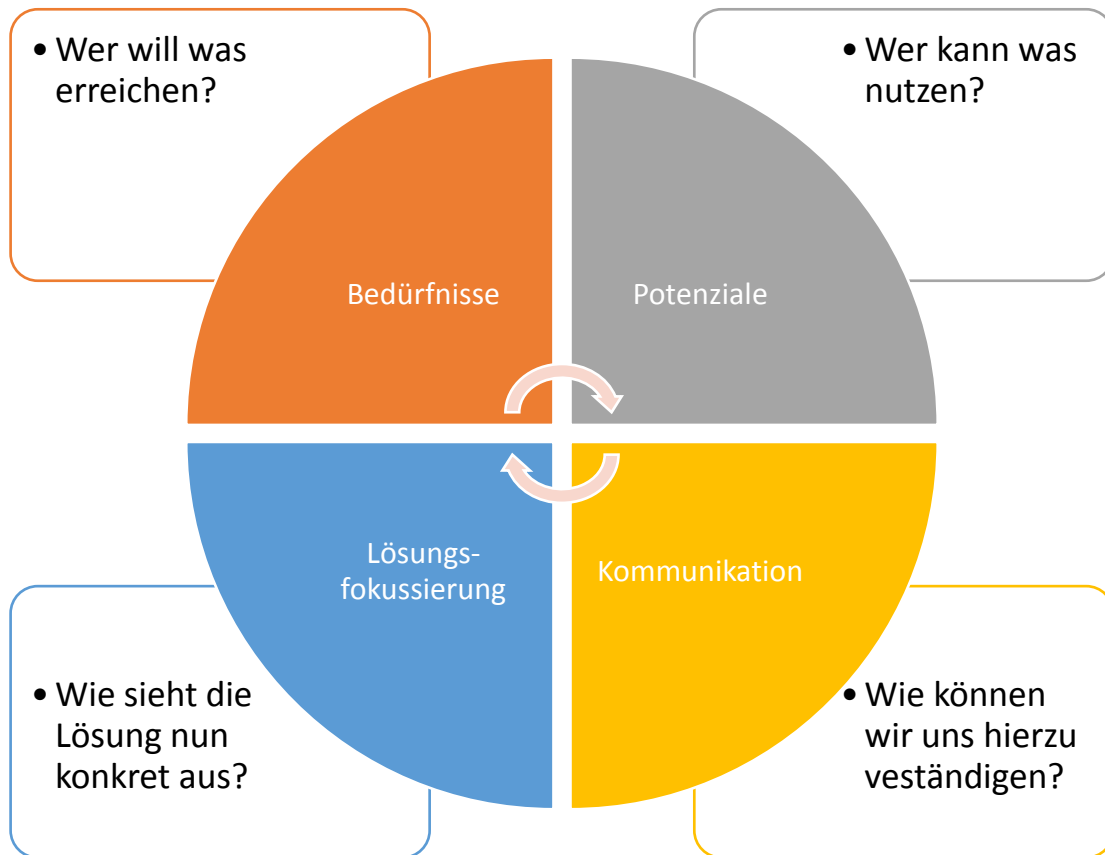 • Wer will was
erreichen?
• Wer kann was
nutzen?
Bedürfnisse
Potenziale
Lösungs-
fokussierung
Kommunikation
• Wie sieht die
Lösung nun
konkret aus?
• Wie können
wir uns hierzu
veständigen?